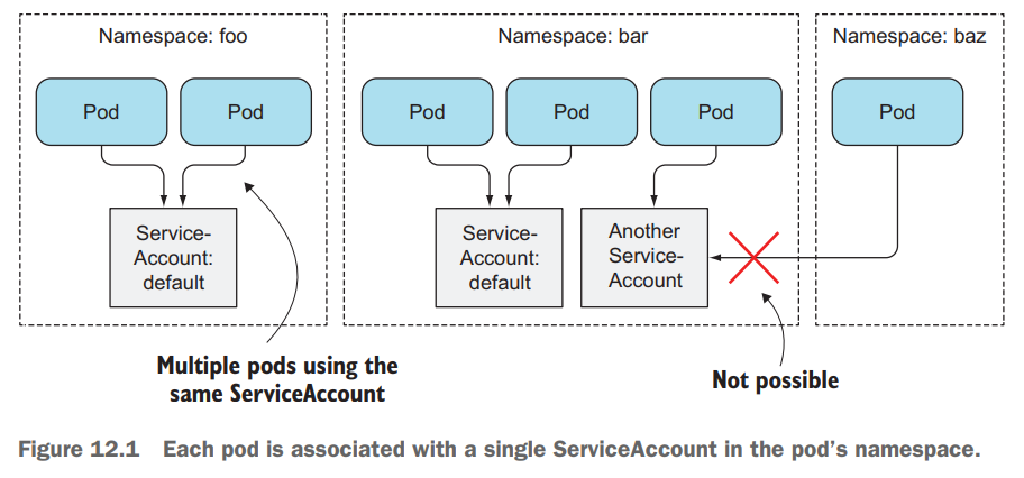 Namespace: foo
Namespace: bar
Namespace: baz
Pod
Pod
Pod
Pod
Pod
Pod
Service-
Account:
default
Service-
Account:
default
Another
Service-
Account
Multiple pods using the
same ServiceAccount
Not possible
Figure 12.1 Each pod is associated with a single ServiceAccount in the pod’s namespace.